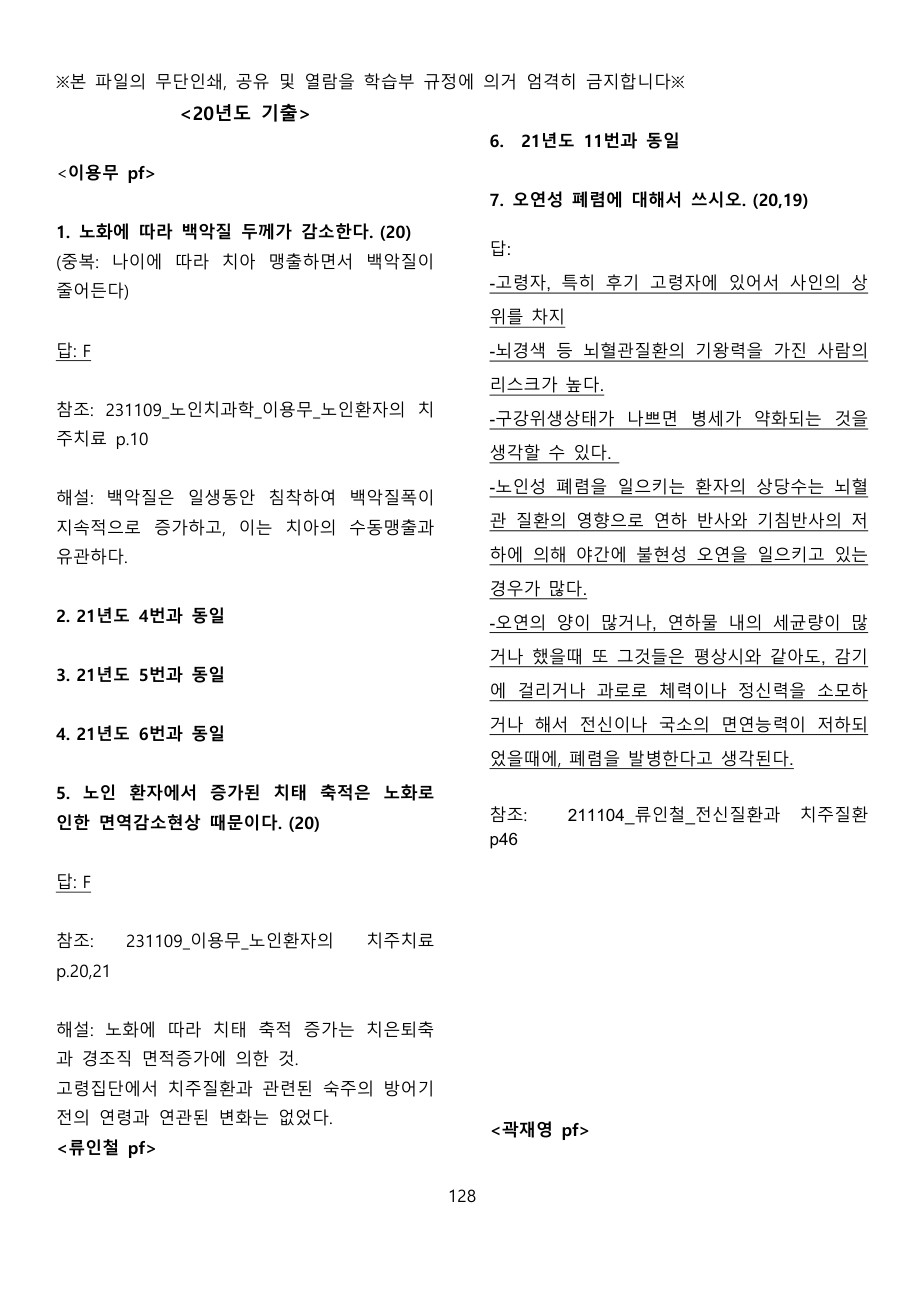 ※본 파일의 무단인쇄, 공유 및 열람을 학습부 규정에 의거 엄격히 금지합니다※
<20년도 기출>
<이용무 pf>
1. 노화에 따라 백악질 두께가 감소한다. (20)
(중복: 나이에 따라 치아 맹출하면서 백악질이
줄어든다)
답: F
참조: 231109_노인치과학_이용무_노인환자의 치
주치료 p.10
해설: 백악질은 일생동안 침착하여 백악질폭이
지속적으로 증가하고, 이는 치아의 수동맹출과
유관하다.
2. 21년도 4번과 동일
3. 21년도 5번과 동일
4. 21년도 6번과 동일
5. 노인 환자에서 증가된 치태 축적은 노화로
인한 면역감소현상 때문이다. (20)
답: F
참조: 231109_이용무_노인환자의 치주치료
p.20,21
해설: 노화에 따라 치태 축적 증가는 치은퇴축
과 경조직 면적증가에 의한 것.
고령집단에서 치주질환과 관련된 숙주의 방어기
전의 연령과 연관된 변화는 없었다.
<류인철 pf>
6. 21년도 11번과 동일
7. 오연성 폐렴에 대해서 쓰시오. (20,19)
답:
-고령자, 특히 후기 고령자에 있어서 사인의 상
위를 차지
-뇌경색 등 뇌혈관질환의 기왕력을 가진 사람의
리스크가 높다.
-구강위생상태가 나쁘면 병세가 약화되는 것을
생각할 수 있다.
-노인성 폐렴을 일으키는 환자의 상당수는 뇌혈
관 질환의 영향으로 연하 반사와 기침반사의 저
하에 의해 야간에 불현성 오연을 일으키고 있는
경우가 많다.
-오연의 양이 많거나, 연하물 내의 세균량이 많
거나 했을때 또 그것들은 평상시와 같아도, 감기
에 걸리거나 과로로 체력이나 정신력을 소모하
거나 해서 전신이나 국소의 면연능력이 저하되
었을때에, 폐렴을 발병한다고 생각된다.
참조: 211104_류인철_전신질환과 치주질환
p46
<곽재영 pf>
128